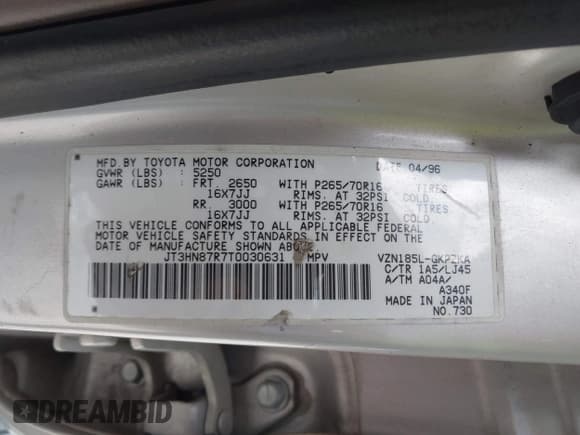 MFD. BY TOYOTA MOTOR CORPORATION DATE 04/96
GVWR (LBS) : 5250
GAWR (LBS) : FRT. 2650 WITH P265/70R16 TIRES
16X7JJ RIMS. AT 32PSI COLD.
RR. 3000 WITH P265/70R16 TIRES
16X7JJ RIMS. AT 32PSI COLD
THIS VEHICLE CONFORMS TO ALL APPLICABLE FEDERAL
MOTOR VEHICLE SAFETY STANDARDS IN EFFECT ON THE
DATE OF MANUFACTURE SHOWN ABOVE.
JT3HN87R7T0030631 MPV VZN185L-GKPZKA
C/TR 1A5/LJ45
A/TM A04A/
A340F
MADE IN JAPAN
NO.730
DREAMBID